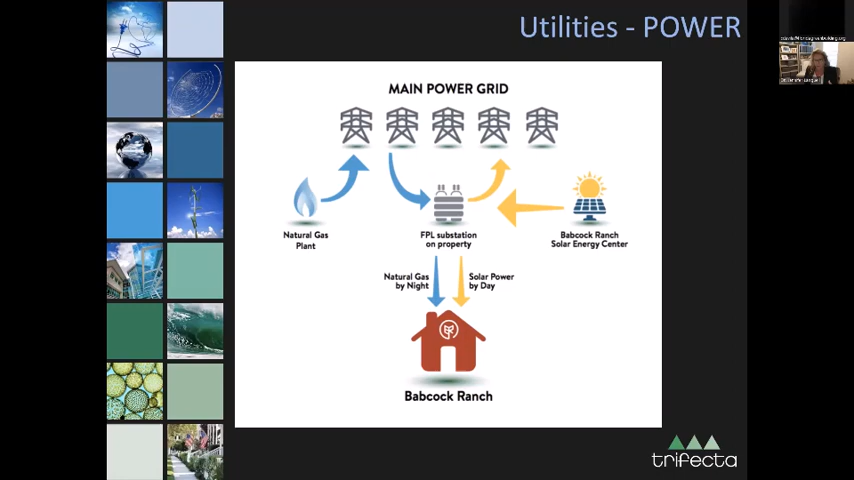 Utilities - POWER
MAIN POWER GRID
Natural Gas
Plant
FPL substation
on property
Babcock Ranch
Solar Energy Center
Natural Gas
by Night
Solar Power
by Day
BR
Babcock Ranch
trifecta